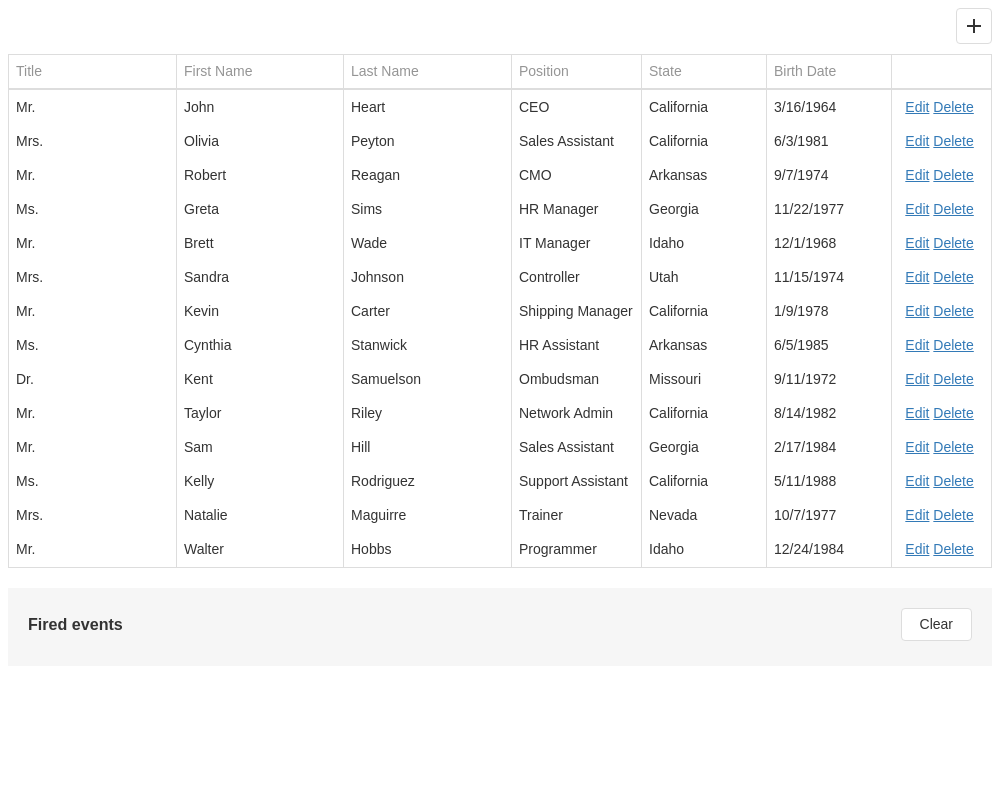 Title First Name Last Name Position State Birth Date
Mr. John Heart CEO California 3/16/1964 Edit Delete
Mrs. Olivia Peyton Sales Assistant California 6/3/1981 Edit Delete
Mr. Robert Reagan CMO Arkansas 9/7/1974 Edit Delete
Ms. Greta Sims HR Manager Georgia 11/22/1977 Edit Delete
Mr. Brett Wade IT Manager Idaho 12/1/1968 Edit Delete
Mrs. Sandra Johnson Controller Utah 11/15/1974 Edit Delete
Mr. Kevin Carter Shipping Manager California 1/9/1978 Edit Delete
Ms. Cynthia Stanwick HR Assistant Arkansas 6/5/1985 Edit Delete
Dr. Kent Samuelson Ombudsman Missouri 9/11/1972 Edit Delete
Mr. Taylor Riley Network Admin California 8/14/1982 Edit Delete
Mr. Sam Hill Sales Assistant Georgia 2/17/1984 Edit Delete
Ms. Kelly Rodriguez Support Assistant California 5/11/1988 Edit Delete
Mrs. Natalie Maguirre Trainer Nevada 10/7/1977 Edit Delete
Mr. Walter Hobbs Programmer Idaho 12/24/1984 Edit Delete
Fired events Clear